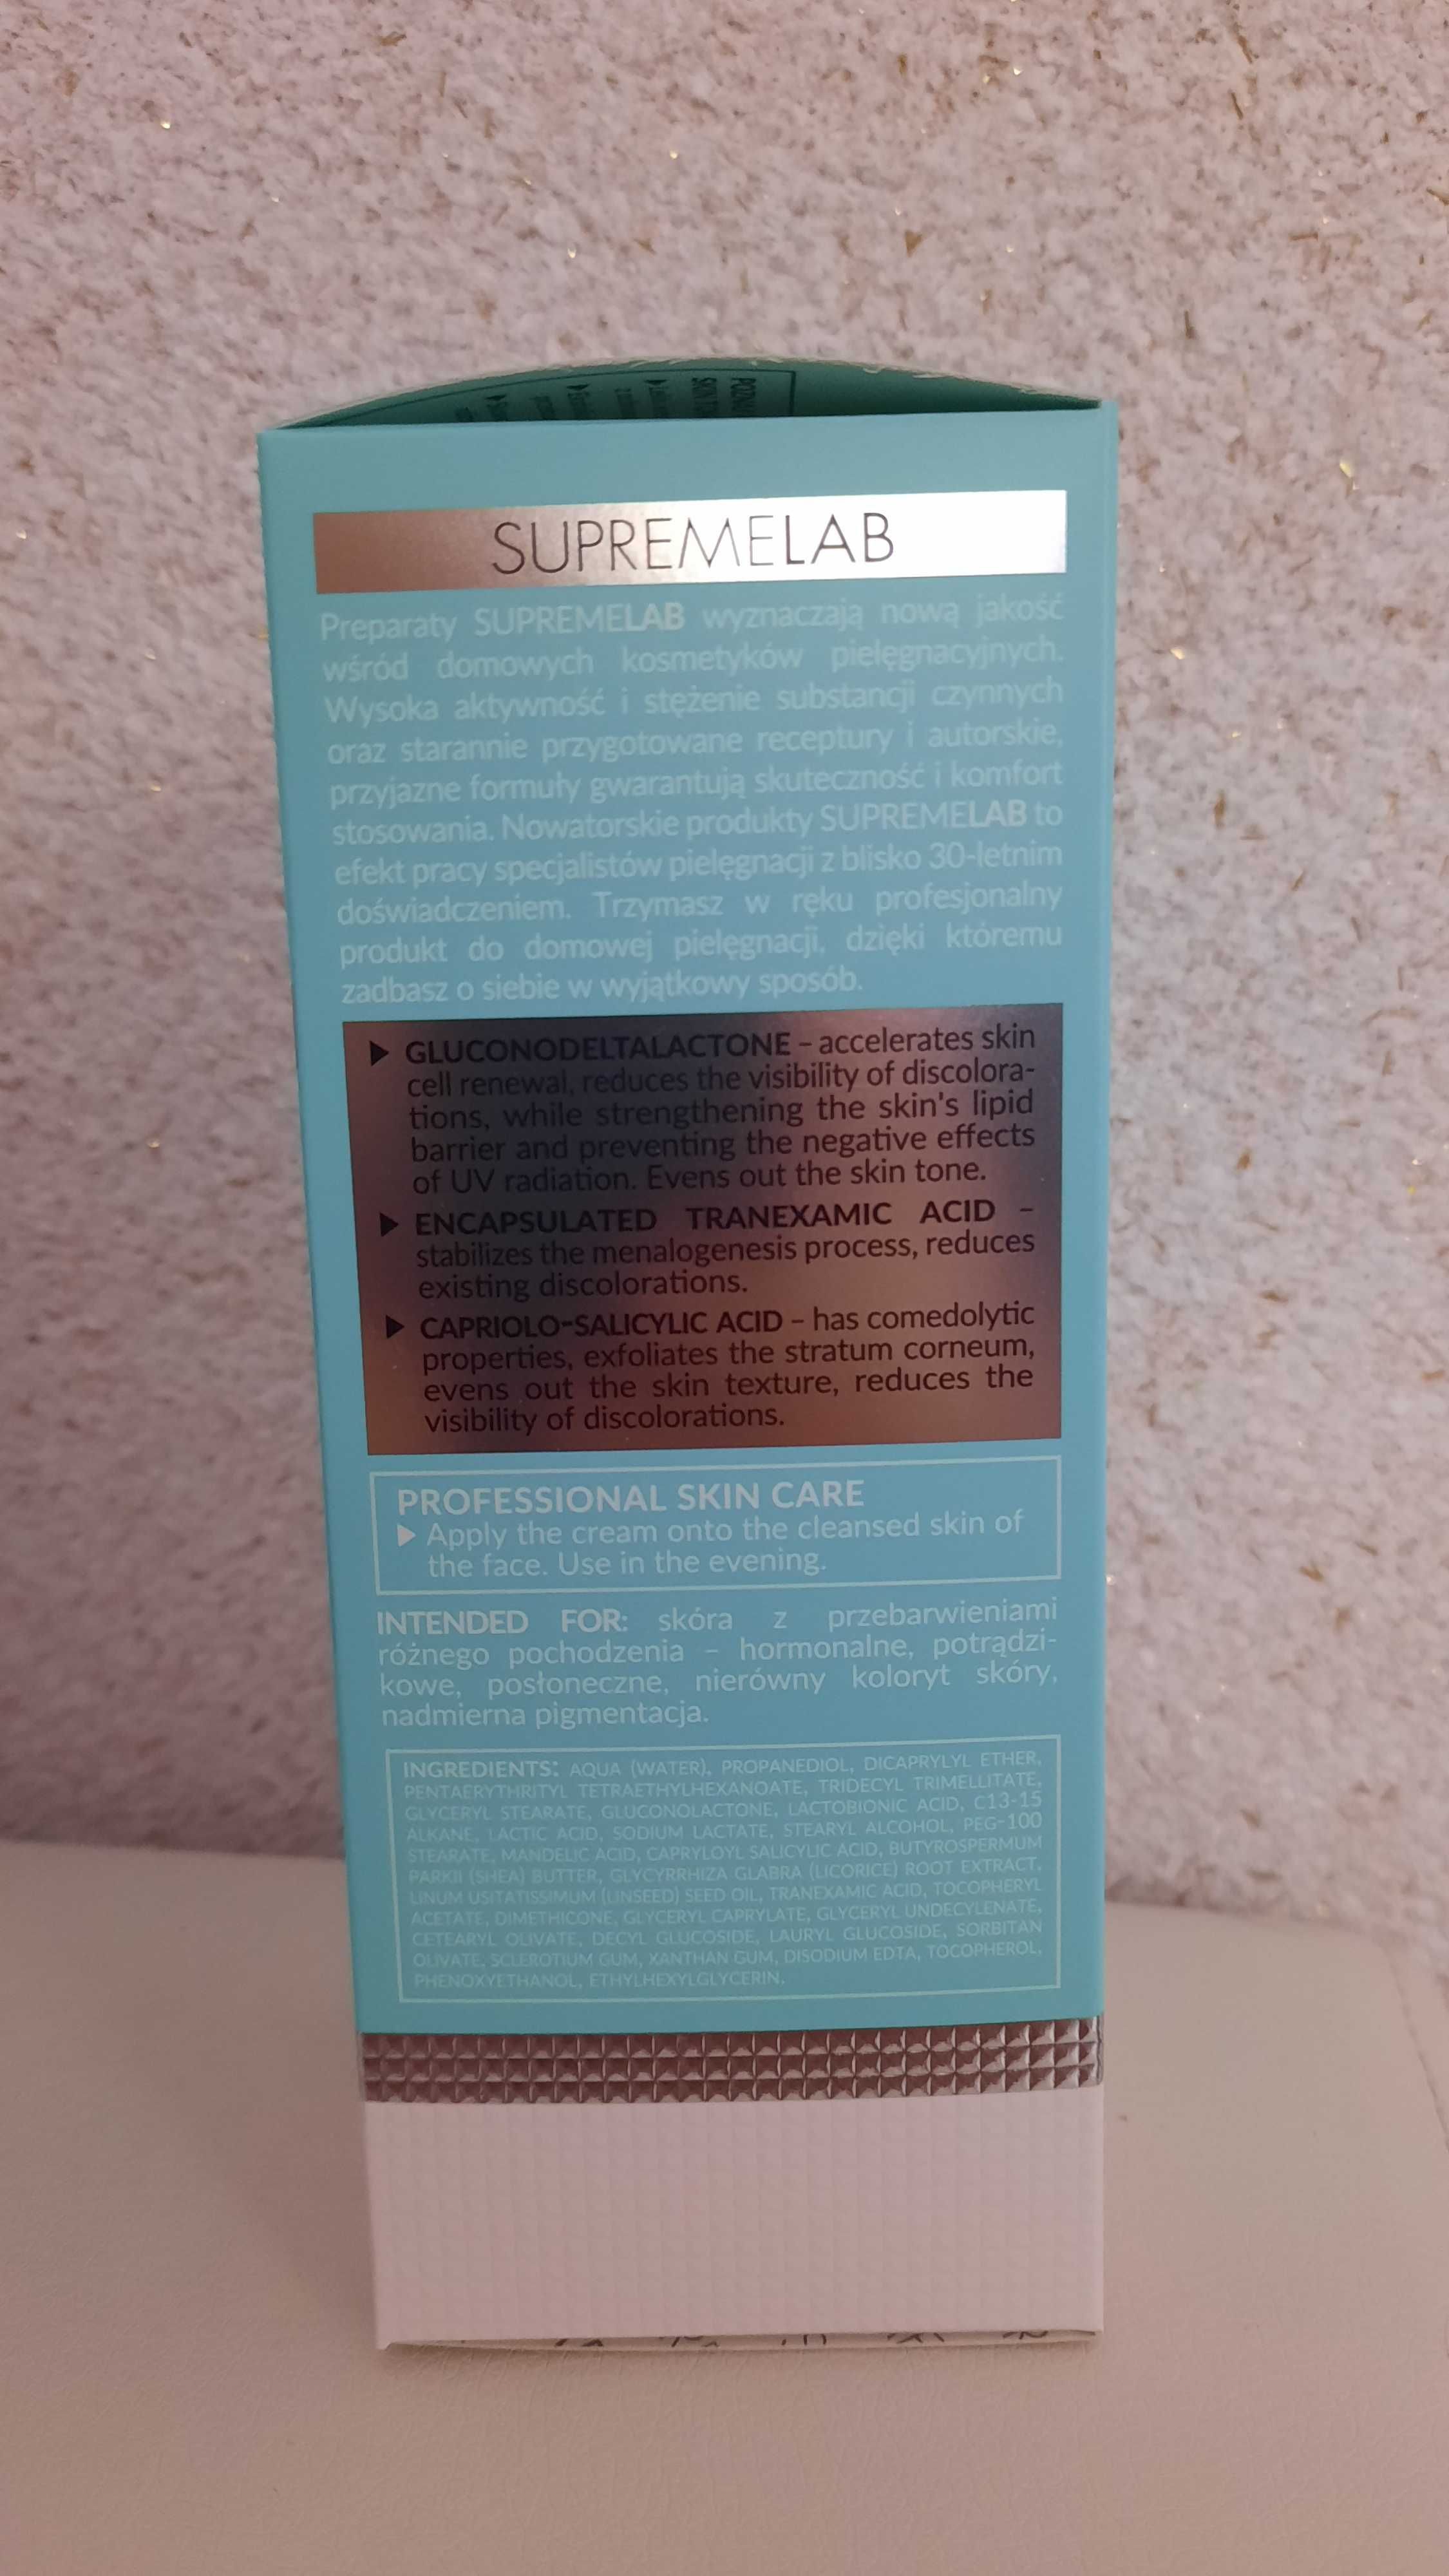 SUPREMELAB
Preparaty SUPREMELAB wyznaczają nową jakość
wśród domowych kosmetyków pielęgnacyjnych.
Wysoka aktywność i stężenie substancji czynnych
oraz starannie przygotowane receptury i autorskie,
przyjazne formuły gwarantują skuteczność i komfort
stosowania. Nowatorskie produkty SUPREMELAB to
efekt pracy specjalistów pielęgnacji z blisko 30-letnim
doświadczeniem. Trzymasz w ręku profesjonalny
produkt do domowej pielęgnacji, dzięki któremu
zadbasz o siebie w wyjątkowy sposób.
▶ GLUCONODELTALACTONE – accelerates skin
cell renewal, reduces the visibility of discolora-
tions, while strengthening the skin's lipid
barrier and preventing the negative effects
of UV radiation. Evens out the skin tone.
▶ ENCAPSULATED TRANEXAMIC ACID –
stabilizes the menalogenesis process, reduces
existing discolorations.
▶ CAPRIOLO-SALICYLIC ACID – has comedolytic
properties, exfoliates the stratum corneum,
evens out the skin texture, reduces the
visibility of discolorations.
PROFESSIONAL SKIN CARE
▶ Apply the cream onto the cleansed skin of
the face. Use in the evening.
INTENDED FOR: skóra z przebarwieniami
różnego pochodzenia – hormonalne, potrądzi-
kowe, posłoneczne, nierówny koloryt skóry,
nadmierna pigmentacja.
INGREDIENTS: AQUA (WATER), PROPANEDIOL, DICAPRYLYL ETHER,
PENTAERYTHRITYL TETRAETHYLHEXANOATE, TRIDECYL TRIMELLITATE,
GLYCERYL STEARATE, GLUCONOLACTONE, LACTOBIONIC ACID, C13-15
ALKANE, LACTIC ACID, SODIUM LACTATE, STEARYL ALCOHOL, PEG-100
STEARATE, MANDELIC ACID, CAPRYLOYL SALICYLIC ACID, BUTYROSPERMUM
PARKII (SHEA) BUTTER, GLYCYRRHIZA GLABRA (LICORICE) ROOT EXTRACT,
LINUM USITATISSIMUM (LINSEED) SEED OIL, TRANEXAMIC ACID, TOCOPHERYL
ACETATE, DIMETHICONE, GLYCERYL CAPRYLATE, GLYCERYL UNDECYLENATE,
CETEARYL OLIVATE, DECYL GLUCOSIDE, LAURYL GLUCOSIDE, SORBITAN
OLIVATE, SCLEROTIUM GUM, XANTHAN GUM, DISODIUM EDTA, TOCOPHEROL,
PHENOXYETHANOL, ETHYLHEXYLGLYCERIN.